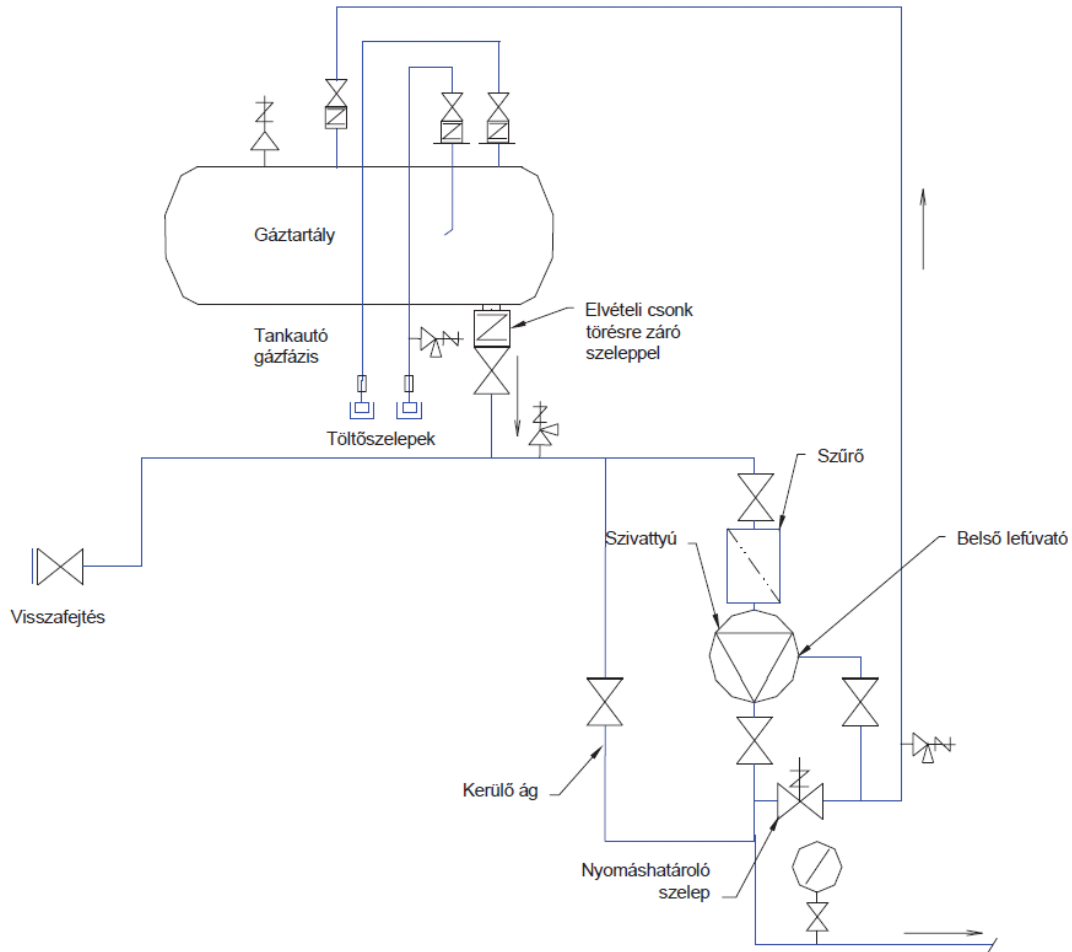 Gáztartály
Elvételi csonk
törésre záró
szeleppel
Tankautó
gázfázis
Töltőszelepek
Szűrő
Szivattyú
Belső lefúvató
Visszafejtés
Kerülő ág
Nyomáshatároló
szelep